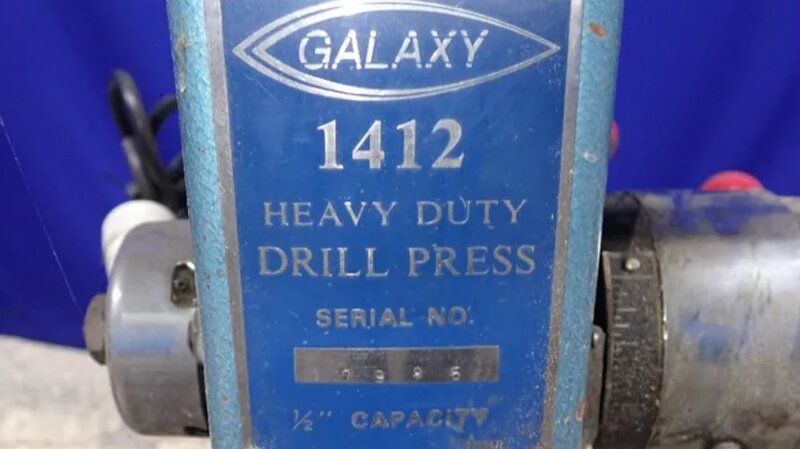 GALAXY
1412
HEAVY DUTY
DRILL PRESS
SERIAL NO.
1/2" CAPACITY